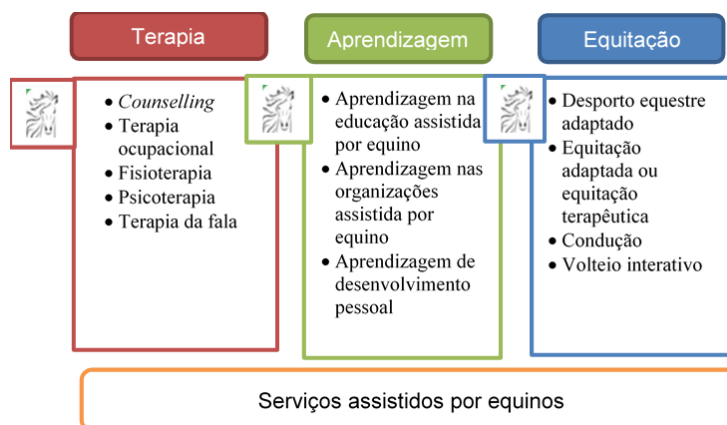 Terapia
• Counselling
• Terapia
ocupacional
• Fisioterapia
• Psicoterapia
• Terapia da fala
Aprendizagem
• Aprendizagem na
educação assistida
por equino
• Aprendizagem nas
organizações
assistida por
equino
• Aprendizagem de
desenvolvimento
pessoal
Equitação
• Desporto equestre
adaptado
• Equitação
adaptada ou
equitação
terapêutica
• Condução
• Volteio interativo
Serviços assistidos por equinos